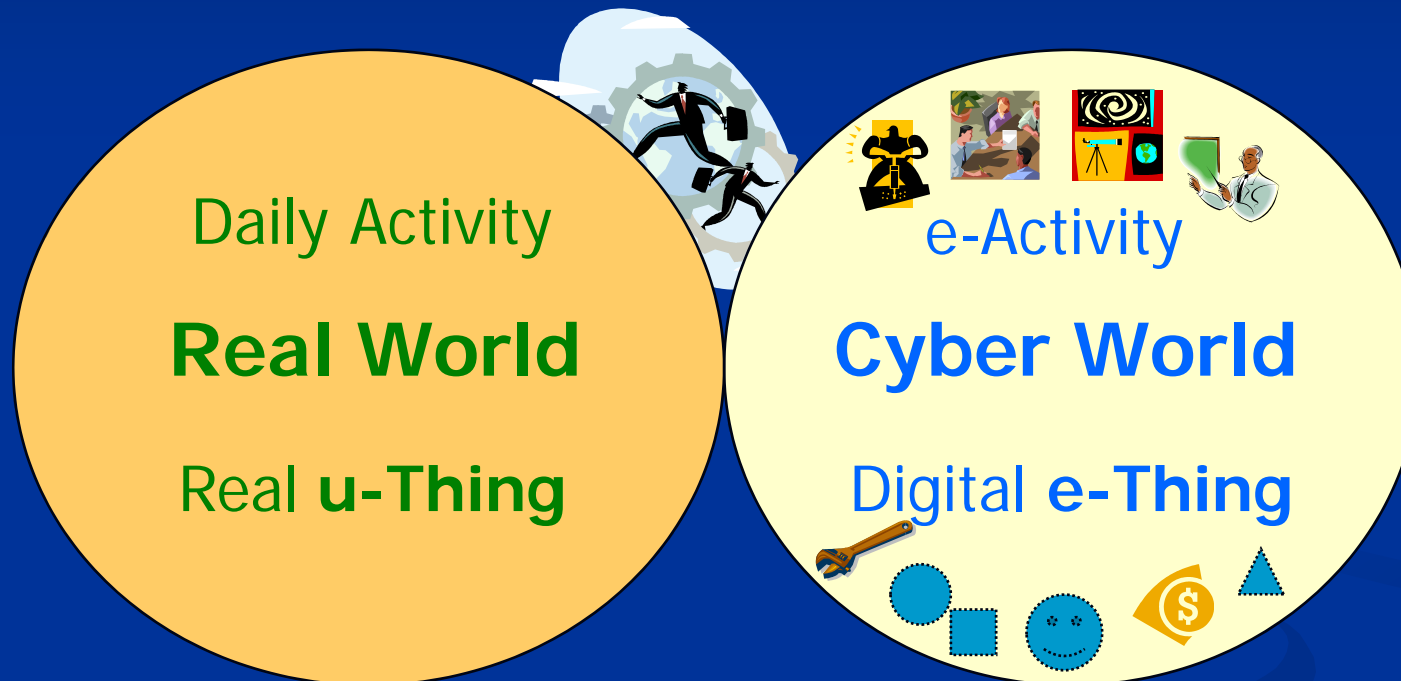 Daily Activity
Real World
Real u-Thing
e-Activity
Cyber World
Digital e-Thing
$